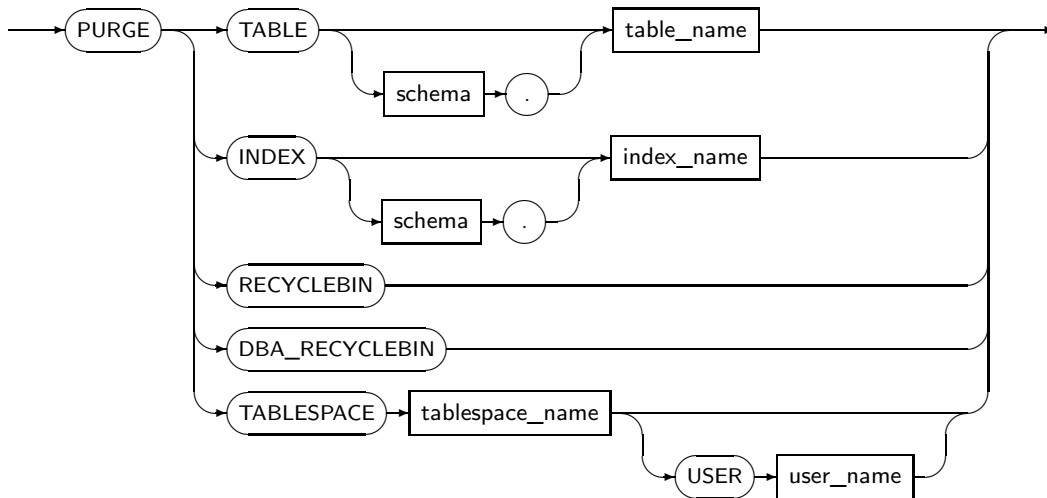 PURGE TABLE table_name
schema .
INDEX index_name
schema .
RECYCLEBIN
DBA_RECYCLEBIN
TABLESPACE tablespace_name
USER user_name